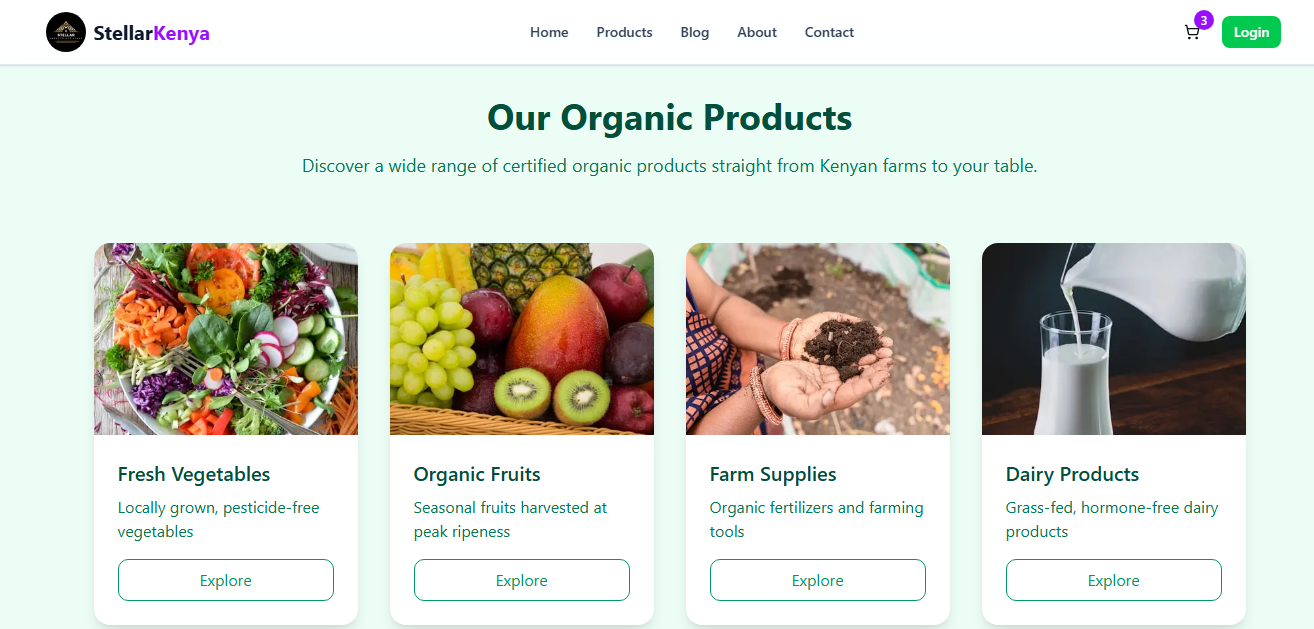 STELLAR
StellarKenya
Home
Products
Blog
About
Contact
3
Login
Our Organic Products
Discover a wide range of certified organic products straight from Kenyan farms to your table.
Fresh Vegetables
Locally grown, pesticide-free
vegetables
Explore
Organic Fruits
Seasonal fruits harvested at
peak ripeness
Explore
Farm Supplies
Organic fertilizers and farming
tools
Explore
Dairy Products
Grass-fed, hormone-free dairy
products
Explore